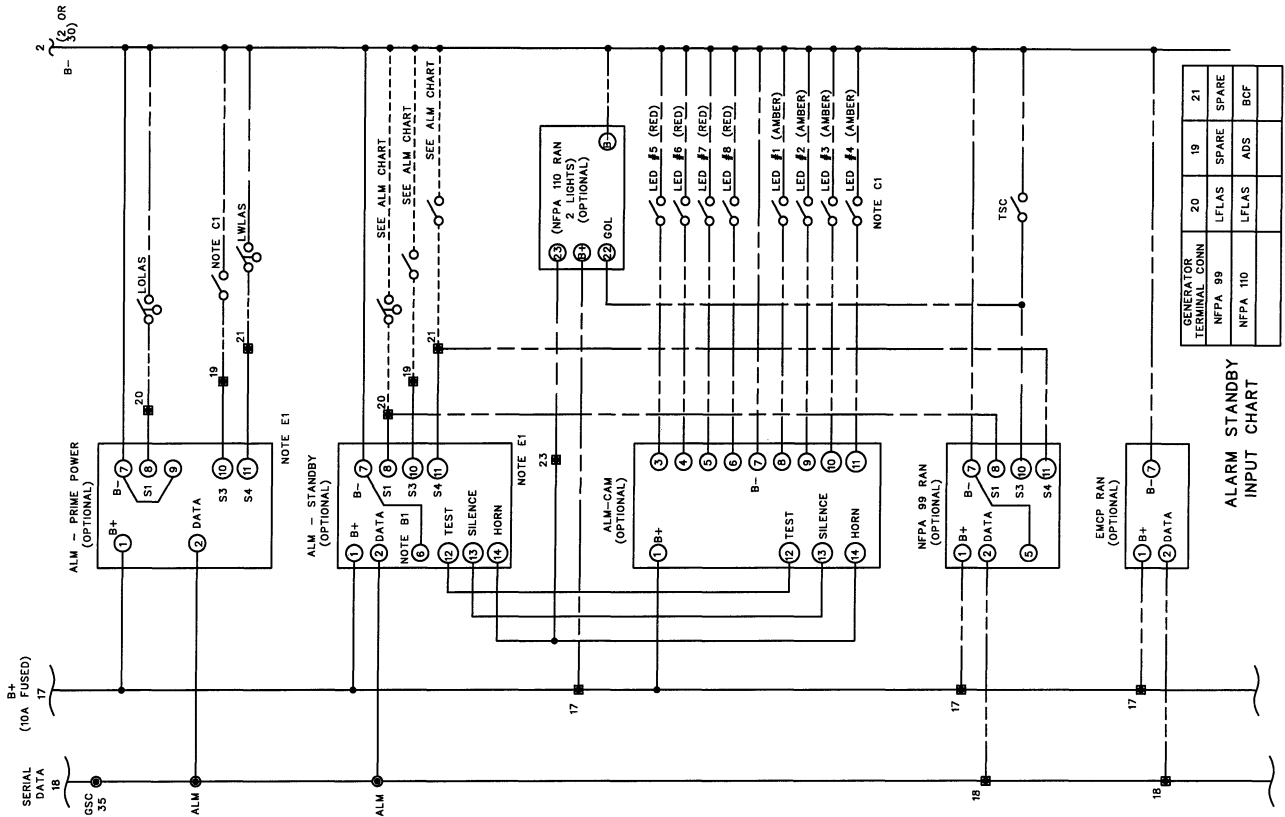 SERIAL
DATA
18
GSC
35
ALM
ALM
18
18
B+
(10A FUSED)
17
17
17
17
2 (2 OR
30)
B-
ALM - PRIME POWER
(OPTIONAL)
1 B+
2 DATA
B- 7
S1 8
9
10 S3
11 S4
NOTE E1
20
19
21
LOLAS
NOTE C1
LWLAS
ALM - STANDBY
(OPTIONAL)
1 B+
2 DATA
NOTE B1
6
12 TEST
13 SILENCE
14 HORN
B- 7
S1 8
S3 10
S4 11
NOTE E1
20
19
21
SEE ALM CHART
SEE ALM CHART
SEE ALM CHART
23
(NFPA 110 RAN
2 LIGHTS)
(OPTIONAL)
23
B+
22 GOL
B-
ALM-CAM
(OPTIONAL)
1 B+
12 TEST
13 SILENCE
14 HORN
3
4
5
6
B- 7
8
9
10
11
LED #5 (RED)
LED #6 (RED)
LED #7 (RED)
LED #8 (RED)
LED #1 (AMBER)
LED #2 (AMBER)
LED #3 (AMBER)
LED #4 (AMBER)
NOTE C1
NFPA 99 RAN
(OPTIONAL)
1 B+
2 DATA
5
B- 7
S1 8
S3 10
S4 11
TSC
EMCP RAN
(OPTIONAL)
1 B+
2 DATA
B- 7
GENERATOR
TERMINAL CONN 20 19 21
NFPA 99 LFLAS SPARE SPARE
NFPA 110 LFLAS ADS BCF
ALARM STANDBY
INPUT CHART